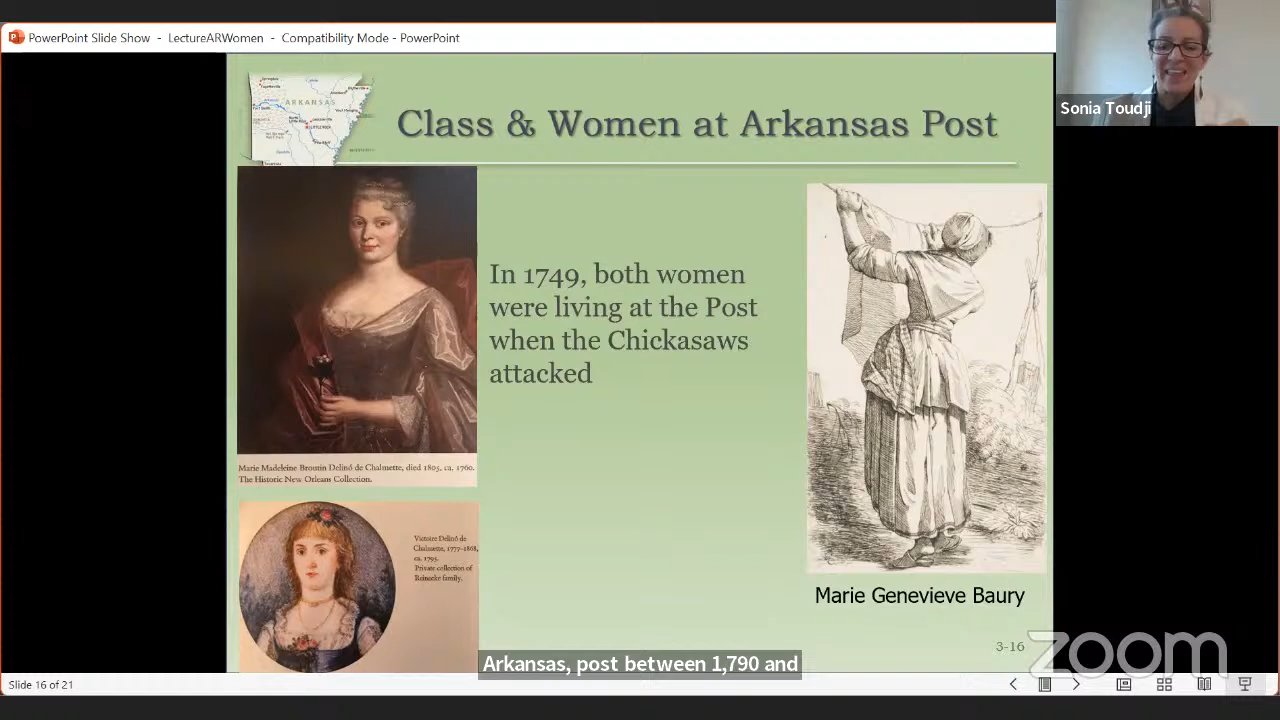 PowerPoint Slide Show - LectureARWomen - Compatibility Mode - PowerPoint
Sonia Toudji
ARKANSAS
Class & Women at Arkansas Post
In 1749, both women
were living at the Post
when the Chickasaws
attacked
Marie Madeleine Broutin Delinó de Chalmette, died 1805, ca. 1760.
The Historic New Orleans Collection.
Victoire Delinó de
Chalmette, 1777–1868,
ca. 1795.
Private collection of
Reinecke family.
Marie Genevieve Baury
3-16
Arkansas, post between 1,790 and
zoom
Slide 16 of 21